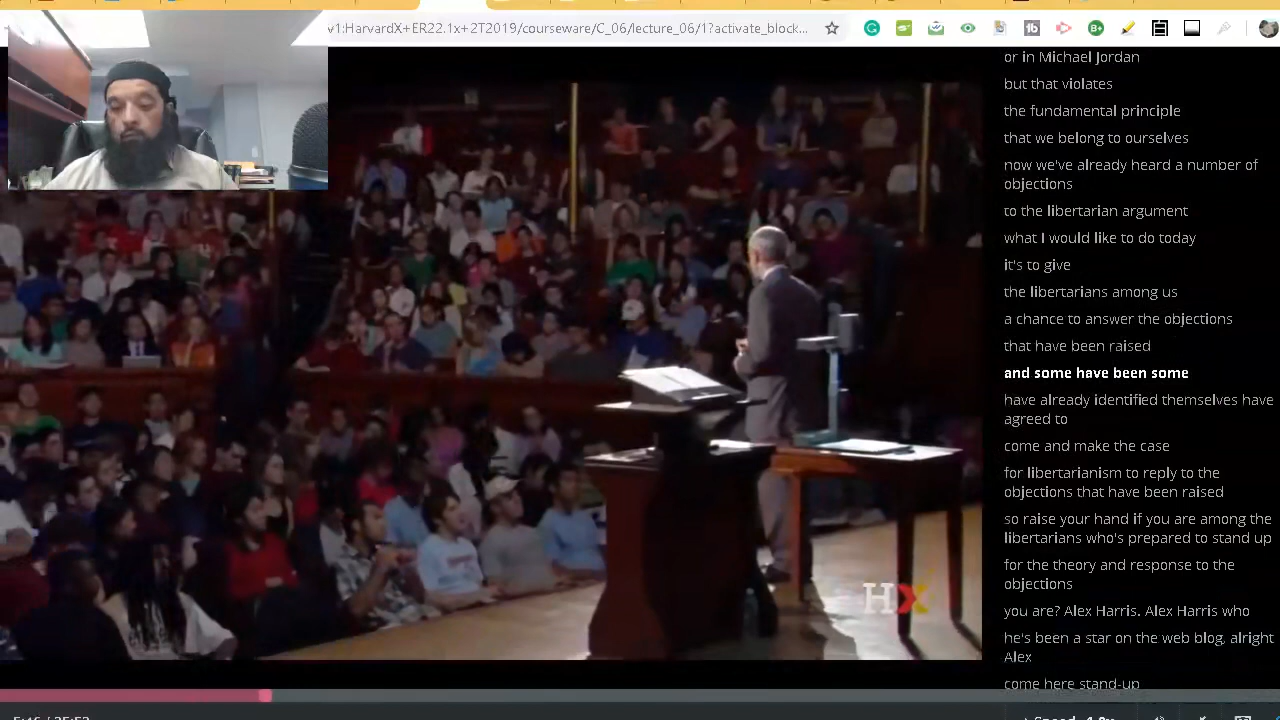 v1:HarvardX+ER22.1x+2T2019/courseware/C_06/lecture_06/1?activate_block...
or in Michael Jordan
but that violates
the fundamental principle
that we belong to ourselves
now we've already heard a number of
objections
to the libertarian argument
what I would like to do today
it's to give
the libertarians among us
a chance to answer the objections
that have been raised
and some have been some
have already identified themselves have
agreed to
come and make the case
for libertarianism to reply to the
objections that have been raised
so raise your hand if you are among the
libertarians who's prepared to stand up
for the theory and response to the
objections
you are? Alex Harris. Alex Harris who
he's been a star on the web blog, alright
Alex
come here stand-up
HX